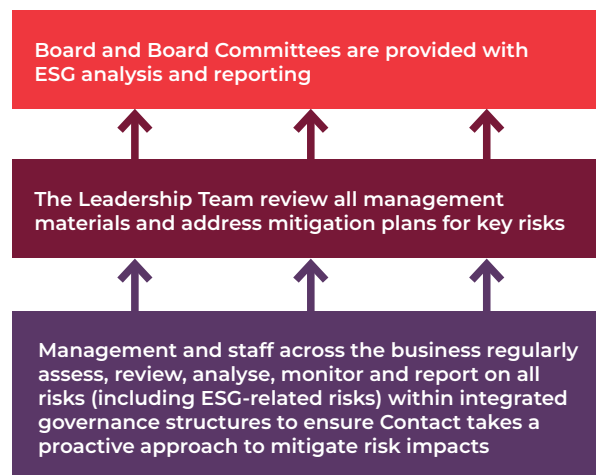 Board and Board Committees are provided with
ESG analysis and reporting
The Leadership Team review all management
materials and address mitigation plans for key risks
Management and staff across the business regularly
assess, review, analyse, monitor and report on all
risks (including ESG-related risks) within integrated
governance structures to ensure Contact takes a
proactive approach to mitigate risk impacts